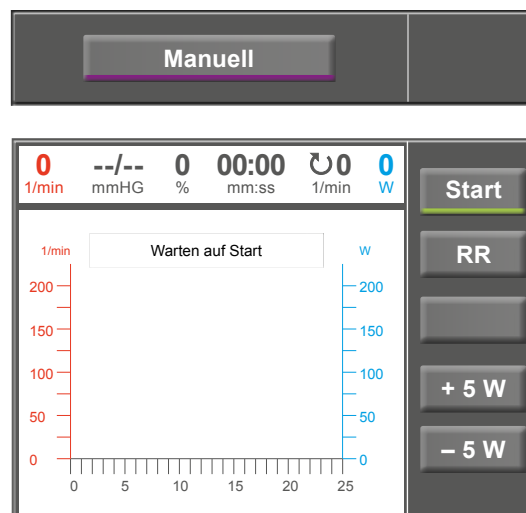 Manuell
0 --/-- 0 00:00 ↻0 0
1/min mmHG % mm:ss 1/min W
Start
1/min Warten auf Start W
RR
200 200
150 150
100 100
+ 5 W
50 50
– 5 W
0 0
0 5 10 15 20 25